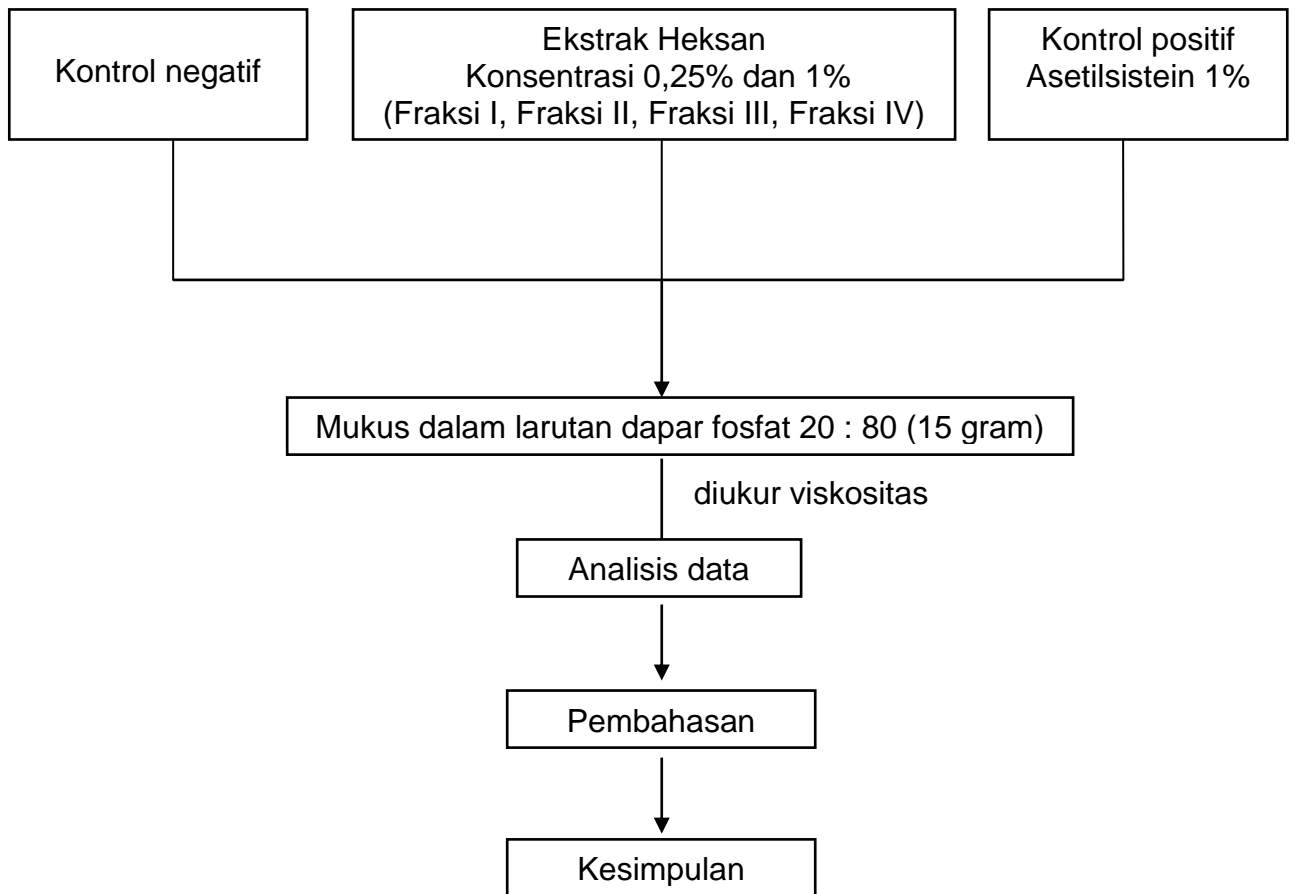 Kontrol negatif
Ekstrak Heksan
Konsentrasi 0,25% dan 1%
(Fraksi I, Fraksi II, Fraksi III, Fraksi IV)
Kontrol positif
Asetilsistein 1%
Mukus dalam larutan dapar fosfat 20 : 80 (15 gram)
diukur viskositas
Analisis data
Pembahasan
Kesimpulan